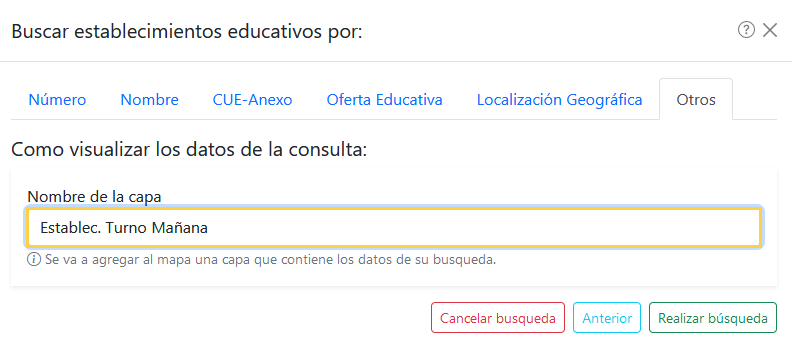 Buscar establecimientos educativos por:
Número Nombre CUE-Anexo Oferta Educativa Localización Geográfica Otros
Como visualizar los datos de la consulta:
Nombre de la capa
Establec. Turno Mañana
Se va a agregar al mapa una capa que contiene los datos de su busqueda.
Cancelar busqueda Anterior Realizar búsqueda